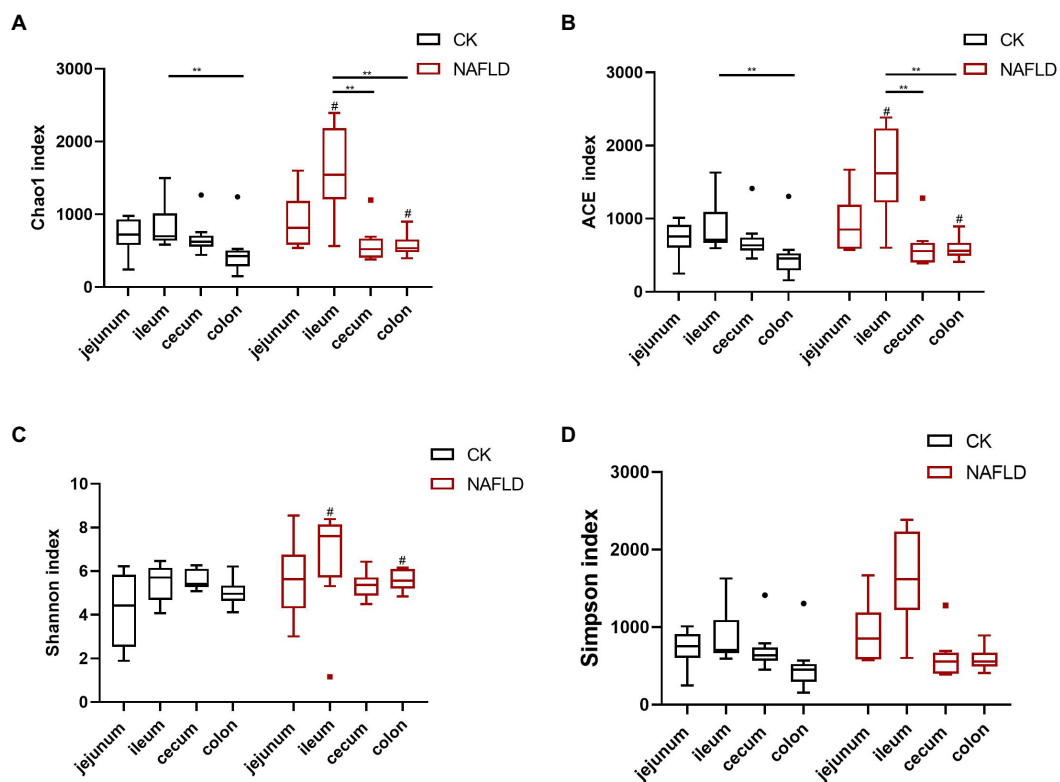 A
CK
NAFLD
3000
2000
1000
0
Chao1 index
**
**
**
#
#
jejunum
ileum
cecum
colon
jejunum
ileum
cecum
colon
B
CK
NAFLD
3000
2000
1000
0
ACE index
**
**
**
#
#
jejunum
ileum
cecum
colon
jejunum
ileum
cecum
colon
C
CK
NAFLD
10
8
6
4
2
0
Shannon index
#
#
jejunum
ileum
cecum
colon
jejunum
ileum
cecum
colon
D
CK
NAFLD
3000
2000
1000
0
Simpson index
jejunum
ileum
cecum
colon
jejunum
ileum
cecum
colon